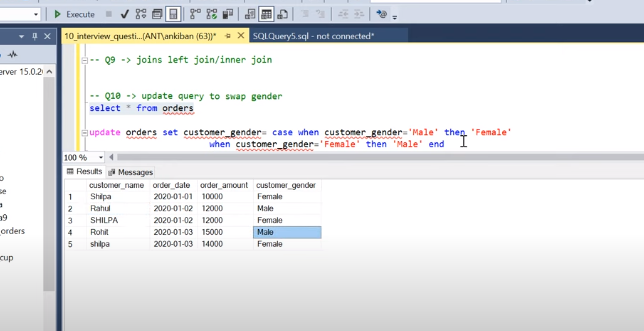 Execute
10_interview_questi...(ANT\ankiban (63))*
SQLQuery5.sql - not connected*
erver 15.0.20
-- Q9 -> joins left join/inner join
-- Q10 -> update query to swap gender
select * from orders
update orders set customer_gender= case when customer_gender='Male' then 'Female'
when customer_gender='Female' then 'Male' end
100 %
Results Messages
customer_name order_date order_amount customer_gender
1 Shilpa 2020-01-01 10000 Female
2 Rahul 2020-01-02 12000 Male
3 SHILPA 2020-01-02 12000 Female
4 Rohit 2020-01-03 15000 Male
5 shilpa 2020-01-03 14000 Female
se
a9
_orders
cup